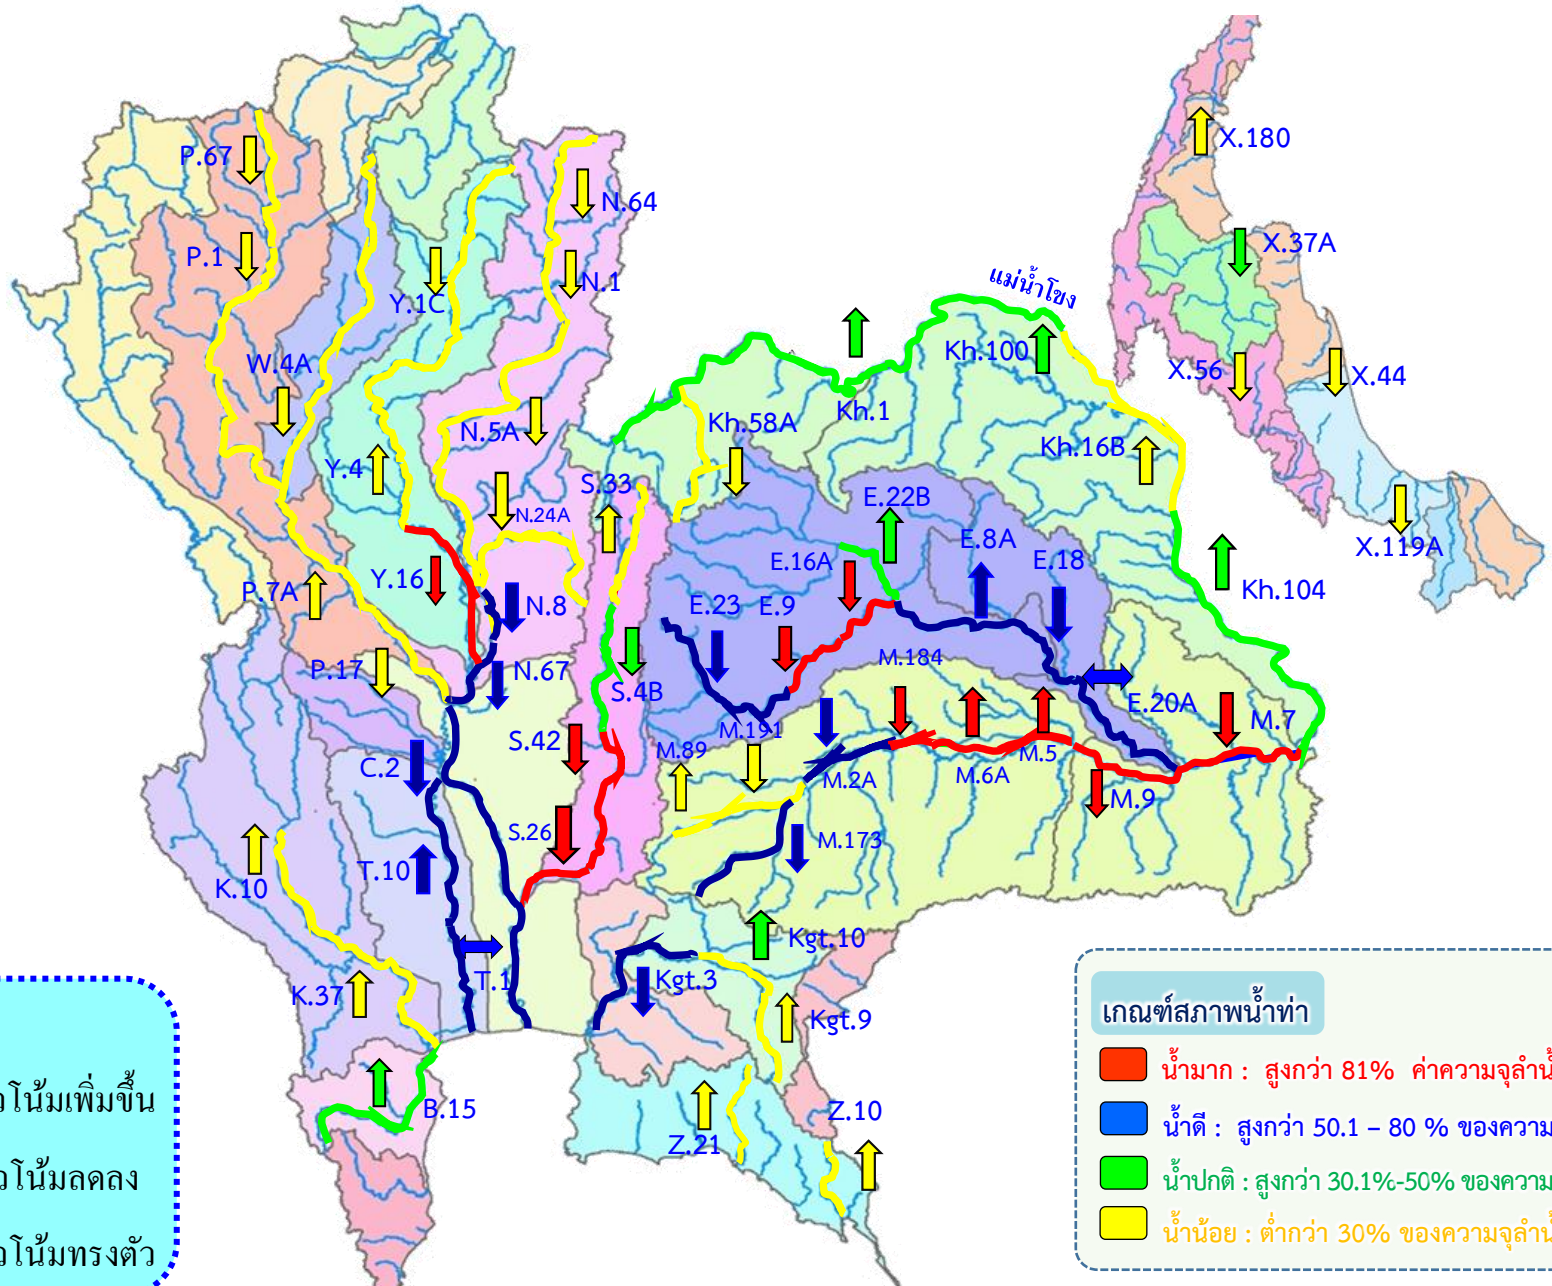 X.180
P.67
N.64
P.1
X.37A
N.1
แม่น้ำโขง
Y.1C
Kh.100
W.4A
X.56
X.44
Kh.1
Kh.58A
N.5A
Kh.16B
Y.4
S.33
E.22B
N.24A
E.8A
X.119A
E.16A
E.18
Y.16
P.7A
Kh.104
N.8
E.23
E.9
M.184
P.17
N.67
S.4B
E.20A
M.191
M.7
S.42
M.89
C.2
M.2A
M.6A
M.5
M.9
S.26
M.173
T.10
K.10
Kgt.10
T.1
Kgt.3
K.37
Kgt.9
B.15
Z.10
Z.21
วโน้มเพิ่มขึ้น
วโน้มลดลง
วโน้มทรงตัว
เกณฑ์สภาพน้ำท่า
น้ำมาก : สูงกว่า 81% ค่าความจุลำน้
น้ำดี : สูงกว่า 50.1 – 80 % ของความ
น้ำปกติ : สูงกว่า 30.1%-50% ของความ
น้ำน้อย : ต่ำกว่า 30% ของความจุลำน้